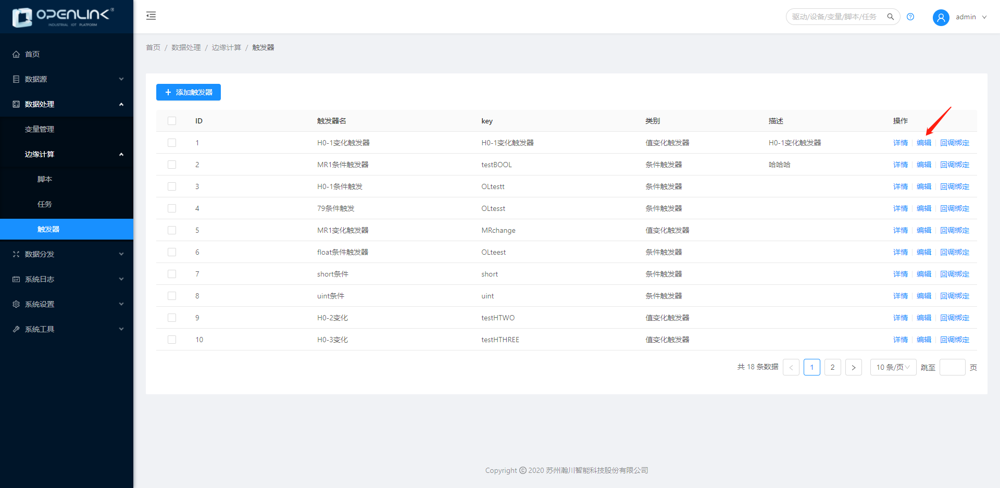 OPENLINK®
INDUSTRIAL IOT PLATFORM
驱动/设备/变量/脚本/任务
admin
首页
数据源
数据处理
变量管理
边缘计算
脚本
任务
触发器
数据分发
系统日志
系统设置
系统工具
首页 / 数据处理 / 边缘计算 / 触发器
+ 添加触发器
ID 触发器名 key 类别 描述 操作
1 H0-1变化触发器 H0-1变化触发器 值变化触发器 H0-1变化触发器 详情 编辑 回调绑定
2 MR1条件触发器 testBOOL 条件触发器 哈哈哈 详情 编辑 回调绑定
3 H0-1条件触发 OLtestt 条件触发器 详情 编辑 回调绑定
4 79条件触发 OLtesst 条件触发器 详情 编辑 回调绑定
5 MR1变化触发器 MRchange 值变化触发器 详情 编辑 回调绑定
6 float条件触发器 OLteest 条件触发器 详情 编辑 回调绑定
7 short条件 short 条件触发器 详情 编辑 回调绑定
8 uint条件 uint 条件触发器 详情 编辑 回调绑定
9 H0-2变化 testHTWO 值变化触发器 详情 编辑 回调绑定
10 H0-3变化 testHTHREE 值变化触发器 详情 编辑 回调绑定
共 18 条数据 < 1 2 > 10 条/页 跳至 页
Copyright © 2020 苏州瀚川智能科技股份有限公司